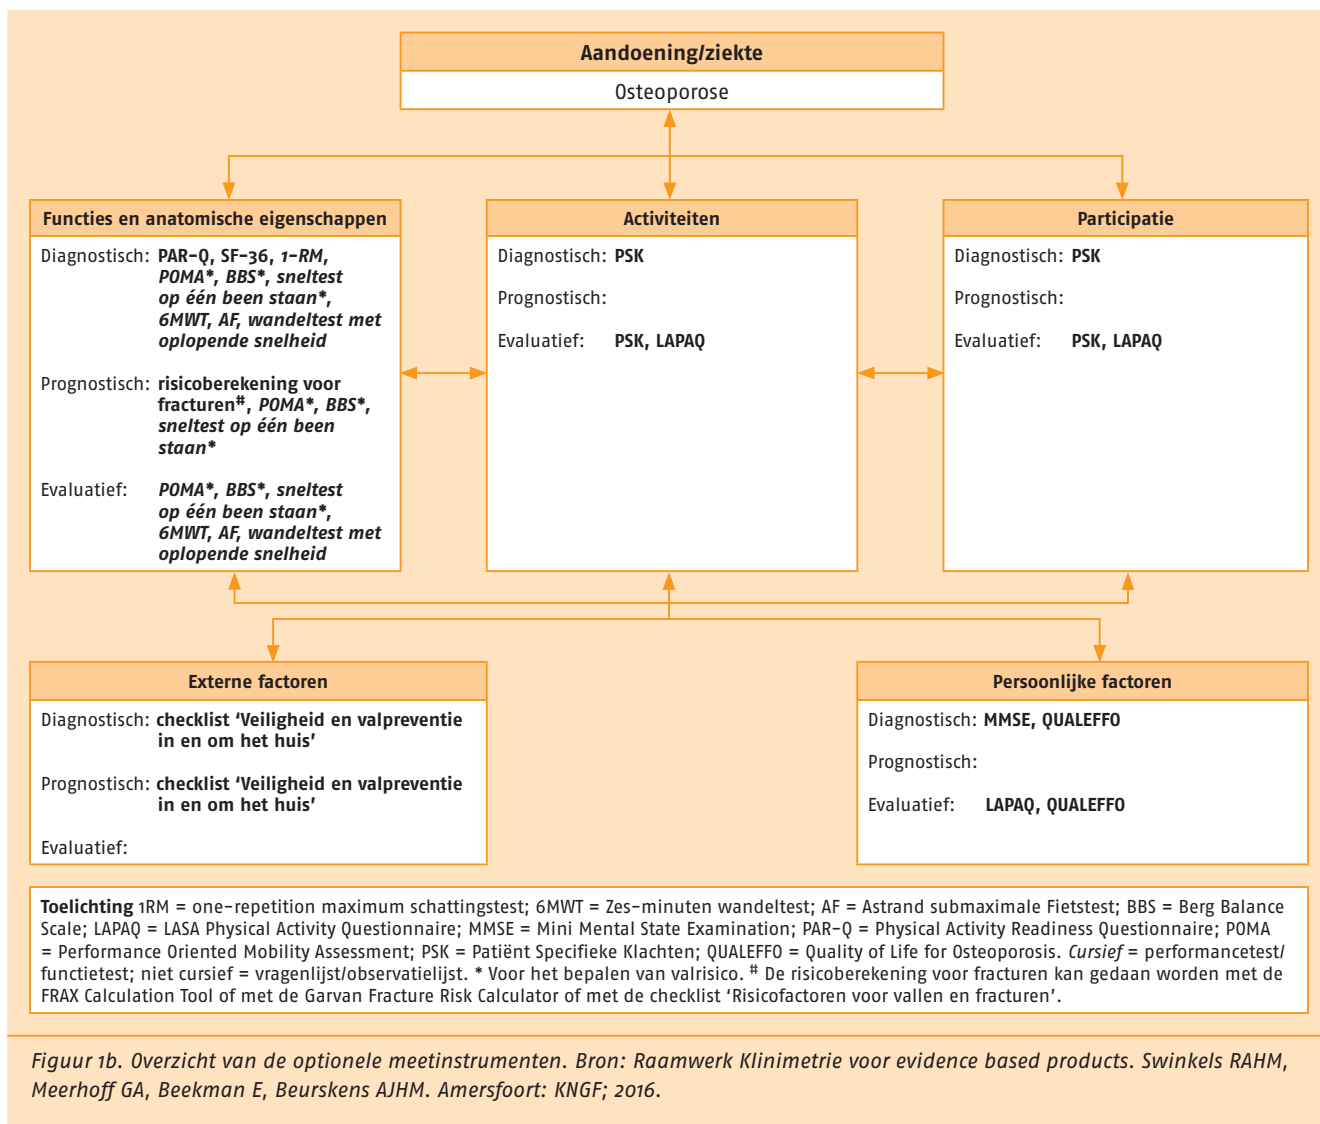 Aandoening/ziekte
Osteoporose
Functies en anatomische eigenschappen
Diagnostisch: PAR-Q, SF-36, 1-RM,
POMA*, BBS*, sneltest
op één been staan*,
6MWT, AF, wandeltest met
oplopende snelheid
Prognostisch: risicoberekening voor
fracturen#, POMA*, BBS*,
sneltest op één been
staan*
Evaluatief: POMA*, BBS*, sneltest
op één been staan*,
6MWT, AF, wandeltest met
oplopende snelheid
Activiteiten
Diagnostisch: PSK
Prognostisch:
Evaluatief: PSK, LAPAQ
Participatie
Diagnostisch: PSK
Prognostisch:
Evaluatief: PSK, LAPAQ
Externe factoren
Diagnostisch: checklist ‘Veiligheid en valpreventie
in en om het huis’
Prognostisch: checklist ‘Veiligheid en valpreventie
in en om het huis’
Evaluatief:
Persoonlijke factoren
Diagnostisch: MMSE, QUALEFFO
Prognostisch:
Evaluatief: LAPAQ, QUALEFFO
Toelichting 1RM = one-repetition maximum schattingstest; 6MWT = Zes-minuten wandeltest; AF = Astrand submaximale Fietstest; BBS = Berg Balance
Scale; LAPAQ = LASA Physical Activity Questionnaire; MMSE = Mini Mental State Examination; PAR-Q = Physical Activity Readiness Questionnaire; POMA
= Performance Oriented Mobility Assessment; PSK = Patiënt Specifieke Klachten; QUALEFFO = Quality of Life for Osteoporosis. Cursief = performancetest/
functietest; niet cursief = vragenlijst/observatielijst. * Voor het bepalen van valrisico. # De risicoberekening voor fracturen kan gedaan worden met de
FRAX Calculation Tool of met de Garvan Fracture Risk Calculator of met de checklist ‘Risicofactoren voor vallen en fracturen’.
Figuur 1b. Overzicht van de optionele meetinstrumenten. Bron: Raamwerk Klinimetrie voor evidence based products. Swinkels RAHM,
Meerhoff GA, Beekman E, Beurskens AJHM. Amersfoort: KNGF; 2016.